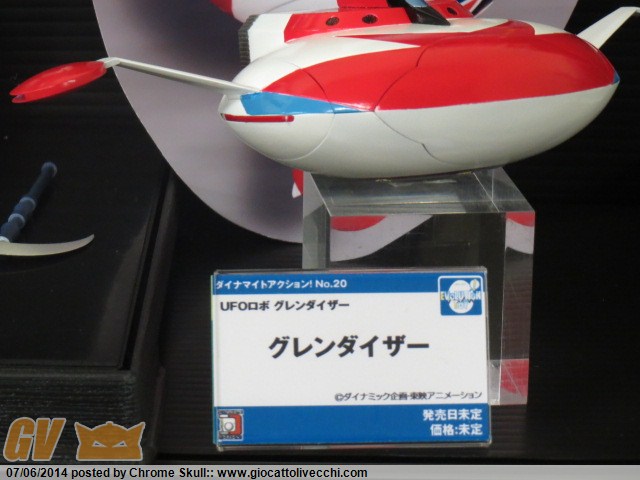 ダイナマイトアクション! No.20
EVOLUTION
UFOロボ グレンダイザー
グレンダイザー
©ダイナミック企画・東映アニメーション
発売日未定
価格:未定
GV
07/06/2014 posted by Chrome Skull:: www.giocattolivecchi.com